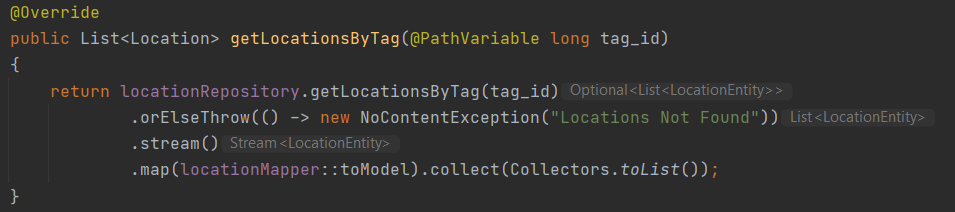 @Override
public List<Location> getLocationsByTag(@PathVariable long tag_id)
{
return locationRepository.getLocationsByTag(tag_id) Optional<List<LocationEntity>>
.orElseThrow(() -> new NoContentException("Locations Not Found")) List<LocationEntity>
.stream() Stream<LocationEntity>
.map(locationMapper::toModel).collect(Collectors.toList());
}